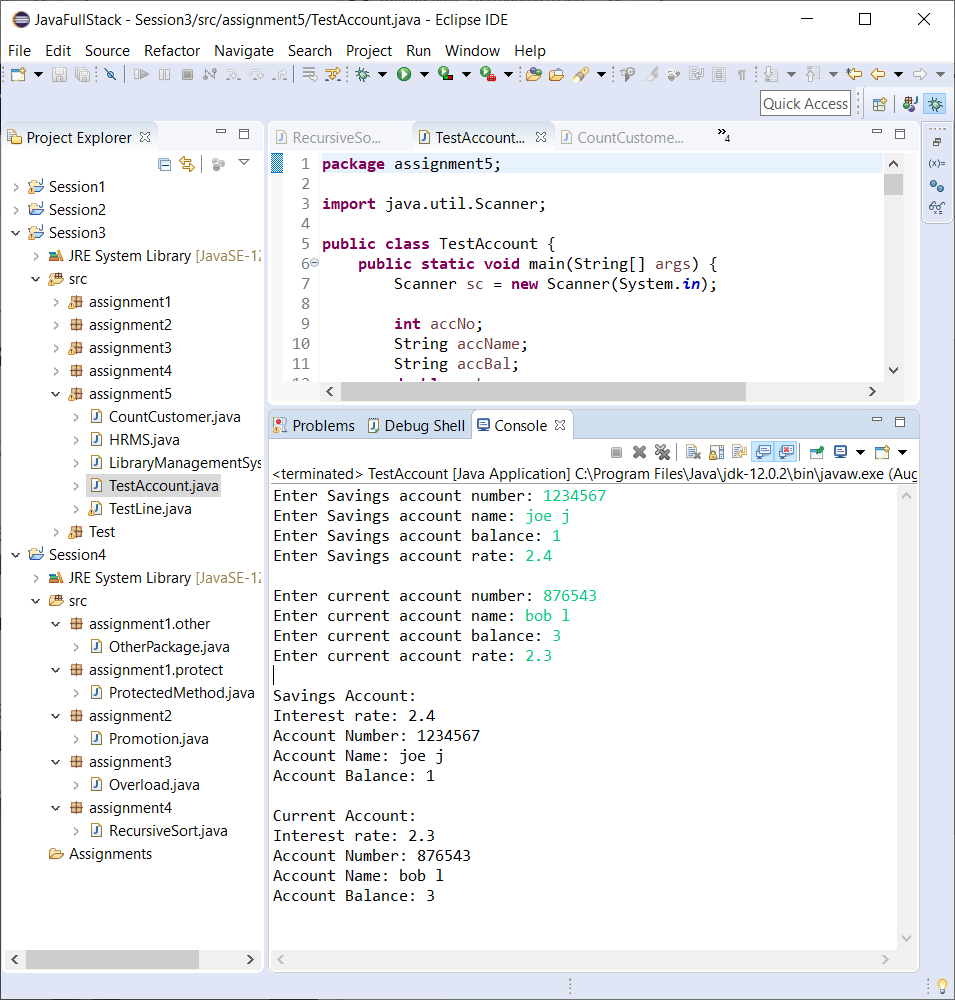 JavaFullStack - Session3/src/assignment5/TestAccount.java - Eclipse IDE
File Edit Source Refactor Navigate Search Project Run Window Help
Quick Access
Project Explorer
Session1
Session2
Session3
JRE System Library [JavaSE-12
src
assignment1
assignment2
assignment3
assignment4
assignment5
CountCustomer.java
HRMS.java
LibraryManagementSys
TestAccount.java
TestLine.java
Test
Session4
JRE System Library [JavaSE-12
src
assignment1.other
OtherPackage.java
assignment1.protect
ProtectedMethod.java
assignment2
Promotion.java
assignment3
Overload.java
assignment4
RecursiveSort.java
Assignments
RecursiveSo... TestAccount... CountCustome... »4
1 package assignment5;
2
3 import java.util.Scanner;
4
5 public class TestAccount {
6 public static void main(String[] args) {
7 Scanner sc = new Scanner(System.in);
8
9 int accNo;
10 String accName;
11 String accBal;
Problems Debug Shell Console
<terminated> TestAccount [Java Application] C:\Program Files\Java\jdk-12.0.2\bin\javaw.exe (Aug
Enter Savings account number: 1234567
Enter Savings account name: joe j
Enter Savings account balance: 1
Enter Savings account rate: 2.4
Enter current account number: 876543
Enter current account name: bob l
Enter current account balance: 3
Enter current account rate: 2.3
Savings Account:
Interest rate: 2.4
Account Number: 1234567
Account Name: joe j
Account Balance: 1
Current Account:
Interest rate: 2.3
Account Number: 876543
Account Name: bob l
Account Balance: 3